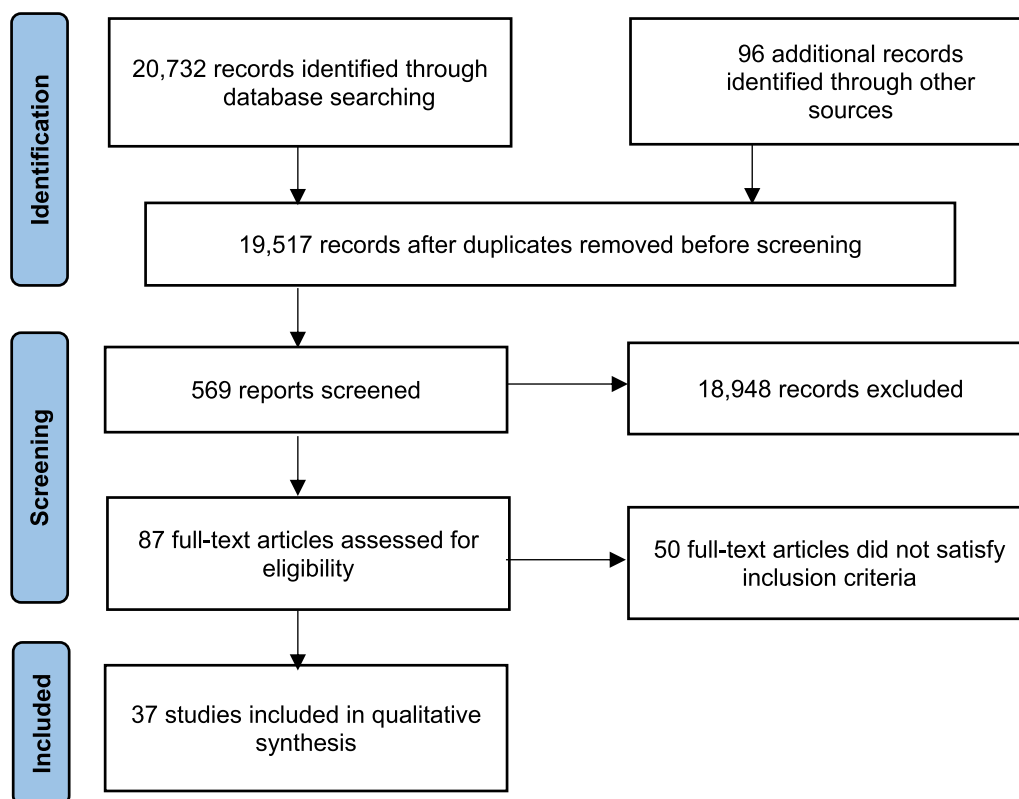 Identification
20,732 records identified through
database searching
96 additional records
identified through other
sources
19,517 records after duplicates removed before screening
Screening
569 reports screened
18,948 records excluded
87 full-text articles assessed for
eligibility
50 full-text articles did not satisfy
inclusion criteria
Included
37 studies included in qualitative
synthesis